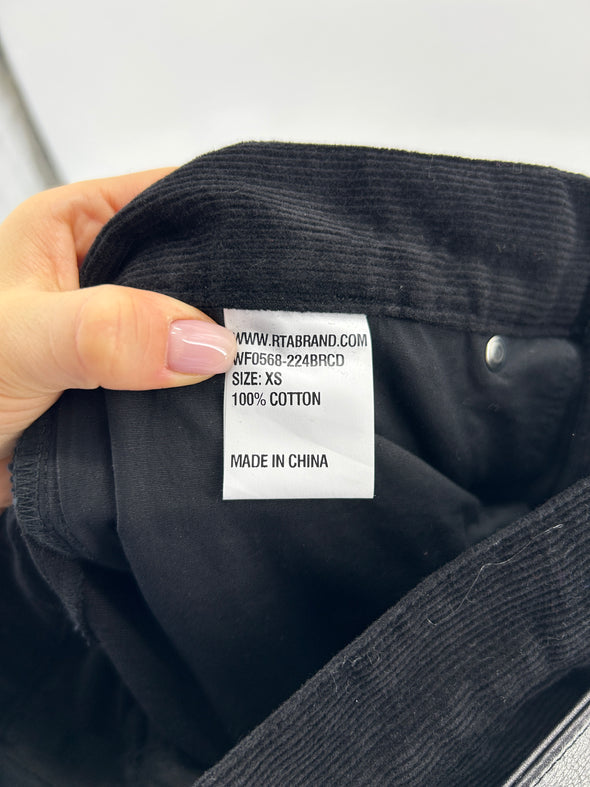 WWW.RTABRAND.COM
WF0568-224BRCD
SIZE: XS
100% COTTON
MADE IN CHINA